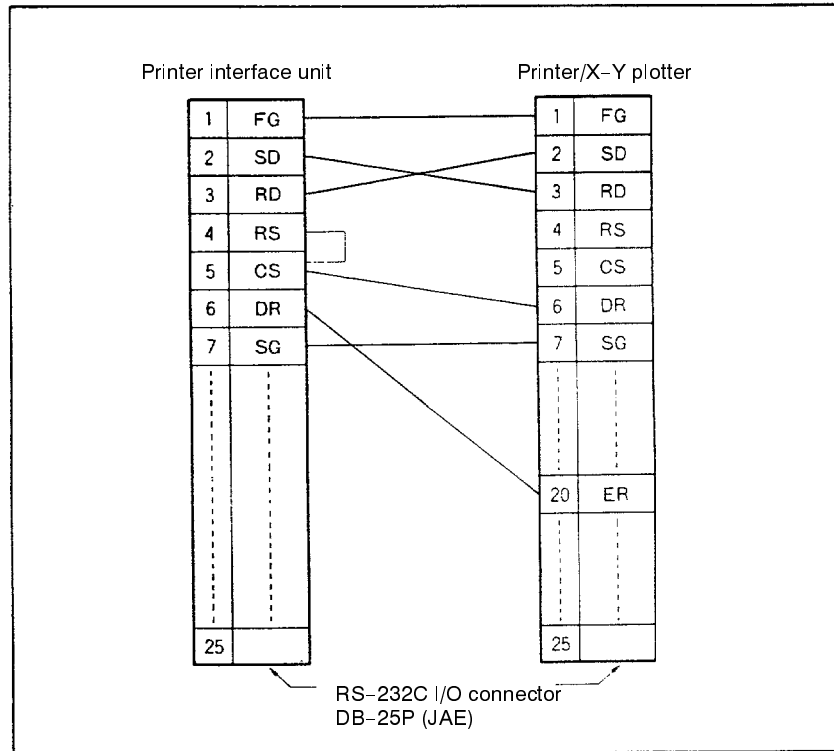 Printer interface unit
Printer/X−Y plotter
1 FG
2 SD
3 RD
4 RS
5 CS
6 DR
7 SG
25
1 FG
2 SD
3 RD
4 RS
5 CS
6 DR
7 SG
20 ER
25
RS−232C I/O connector
DB−25P (JAE)